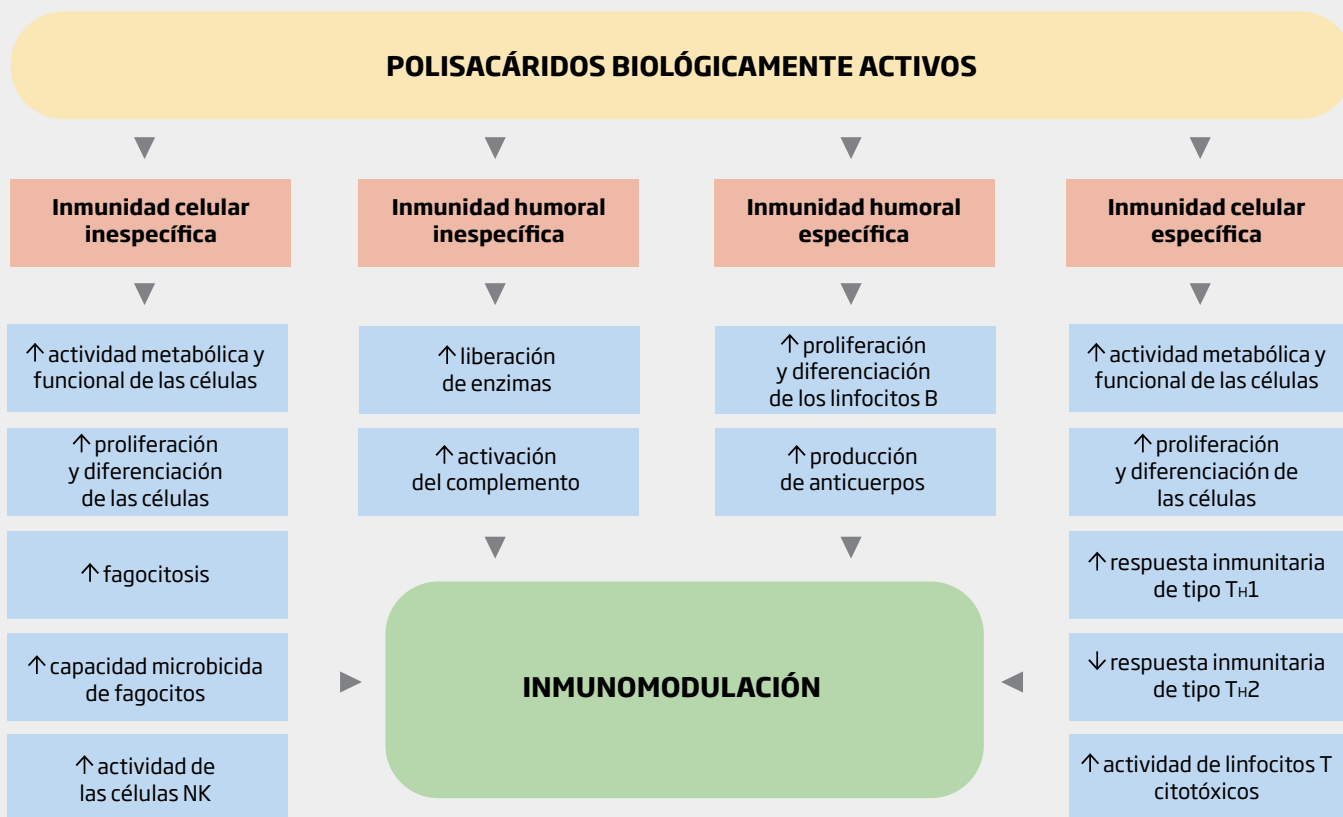 POLISACÁRIDOS BIOLÓGICAMENTE ACTIVOS
Inmunidad celular
inespecífica
↑ actividad metabólica y
funcional de las células
↑ proliferación
y diferenciación
de las células
↑ fagocitosis
↑ capacidad microbicida
de fagocitos
↑ actividad de
las células NK
Inmunidad humoral
inespecífica
↑ liberación
de enzimas
↑ activación
del complemento
Inmunidad humoral
específica
↑ proliferación
y diferenciación
de los linfocitos B
↑ producción
de anticuerpos
Inmunidad celular
específica
↑ actividad metabólica y
funcional de las células
↑ proliferación
y diferenciación de
las células
↑ respuesta inmunitaria
de tipo TH1
↓ respuesta inmunitaria
de tipo TH2
↑ actividad de linfocitos T
citotóxicos
INMUNOMODULACIÓN